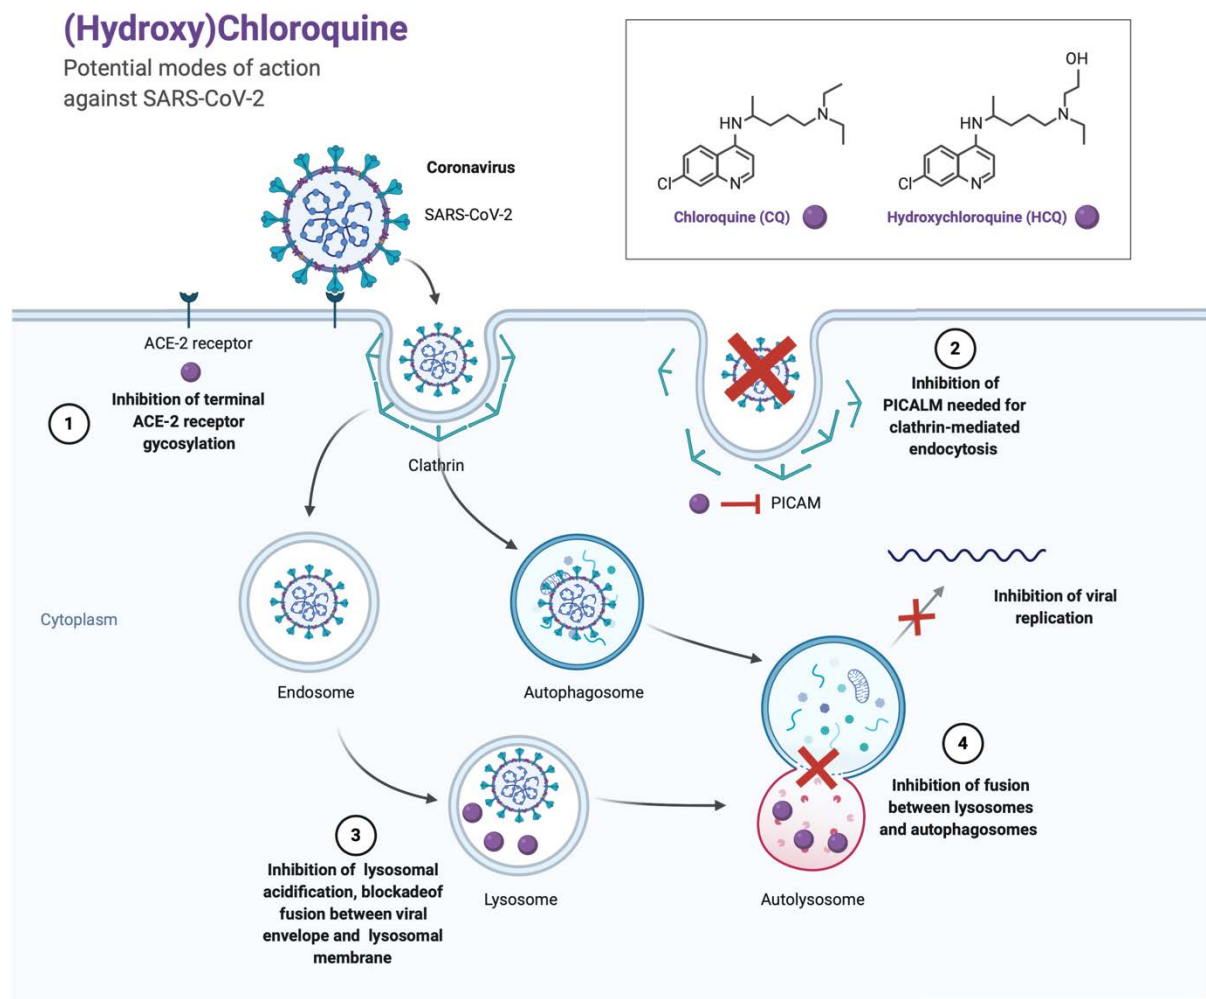 (Hydroxy)Chloroquine
Potential modes of action
against SARS-CoV-2
OH
HN
N
Cl
N
HN
N
Cl
N
Chloroquine (CQ)
Hydroxychloroquine (HCQ)
Coronavirus
SARS-CoV-2
ACE-2 receptor
1
Inhibition of terminal
ACE-2 receptor
gycosylation
Clathrin
2
Inhibition of
PICALM needed for
clathrin-mediated
endocytosis
PICAM
Cytoplasm
Endosome
Autophagosome
Inhibition of viral
replication
3
Inhibition of lysosomal
acidification, blockadeof
fusion between viral
envelope and lysosomal
membrane
Lysosome
4
Inhibition of fusion
between lysosomes
and autophagosomes
Autolysosome